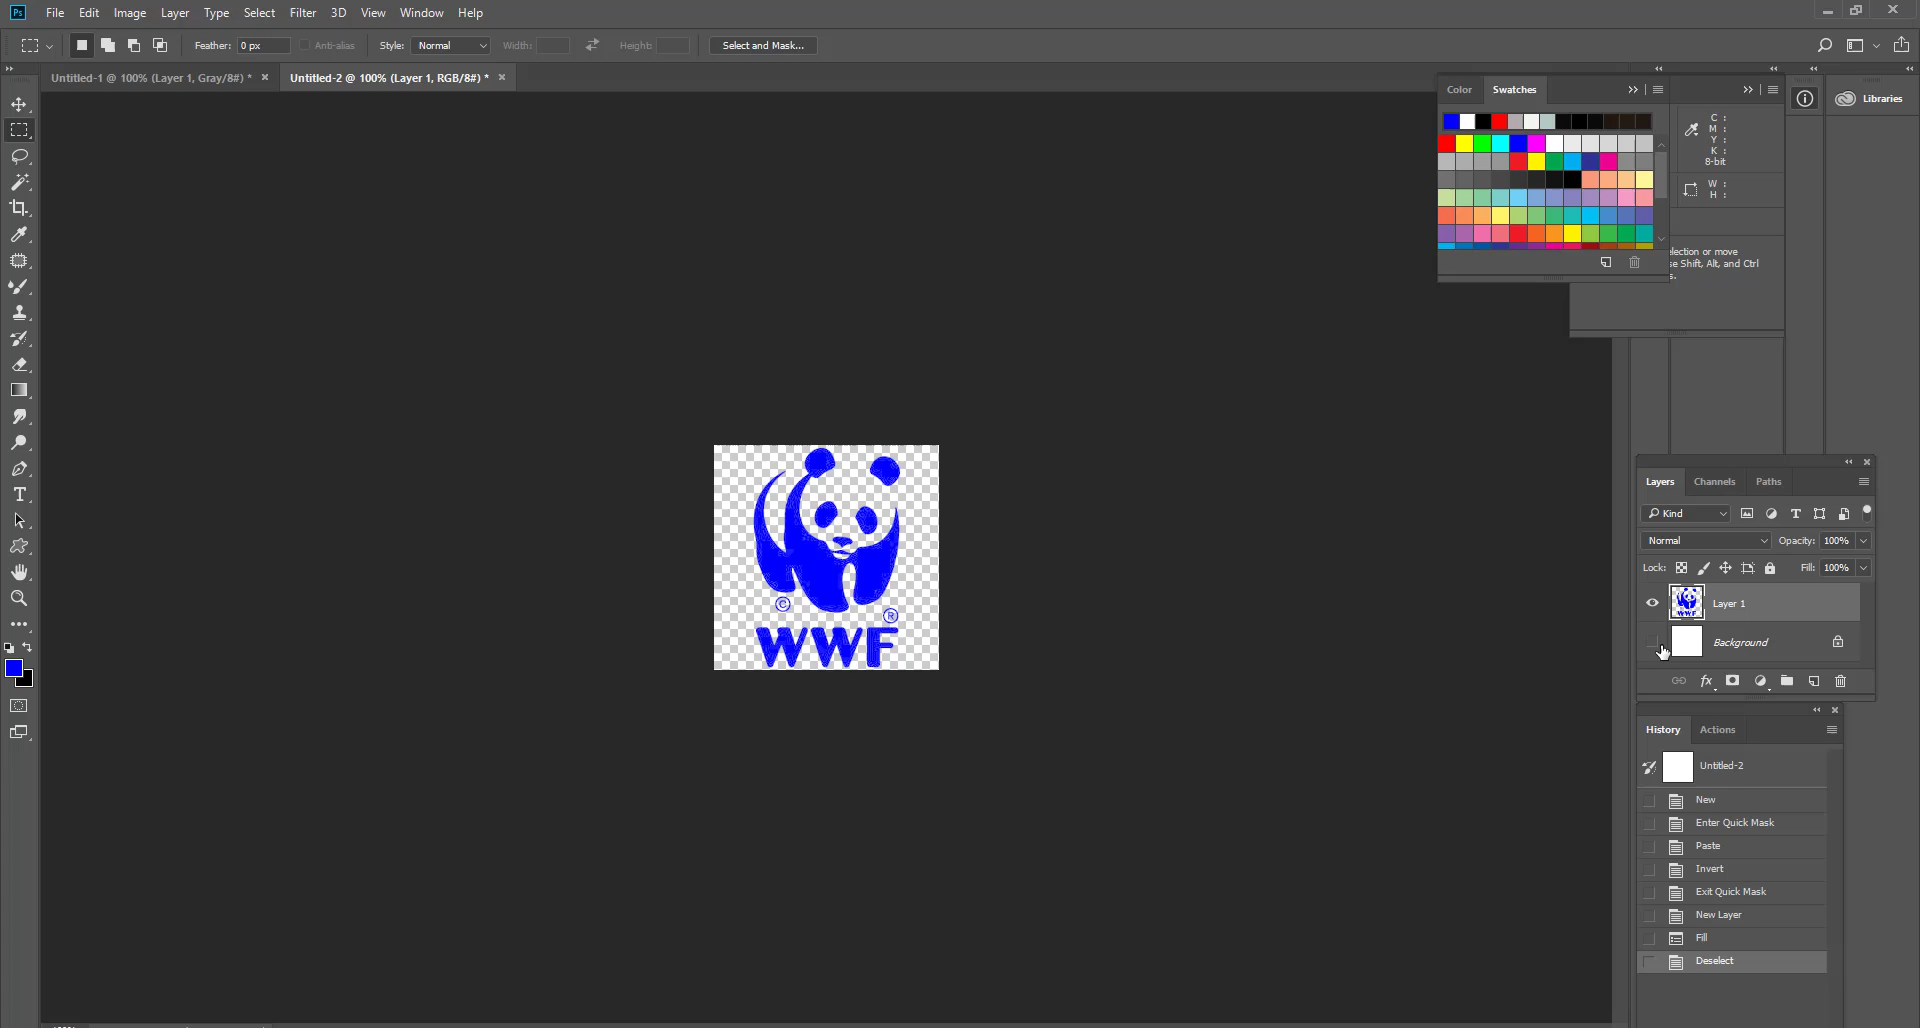 Ps File Edit Image Layer Type Select Filter 3D View Window Help
Feather: 0 px Anti-alias Style: Normal Width: Height: Select and Mask...
Untitled-1 @ 100% (Layer 1, Gray/8#) * × Untitled-2 @ 100% (Layer 1, RGB/8#) * ×
Color Swatches
Libraries
C :
M :
Y :
K :
8-bit
W :
H :
election or move
se Shift, Alt, and Ctrl
s.
© ®
WWF
Layers Channels Paths
Kind
Normal Opacity: 100%
Lock: Fill: 100%
Layer 1
Background
fx
History Actions
Untitled-2
New
Enter Quick Mask
Paste
Invert
Exit Quick Mask
New Layer
Fill
Deselect